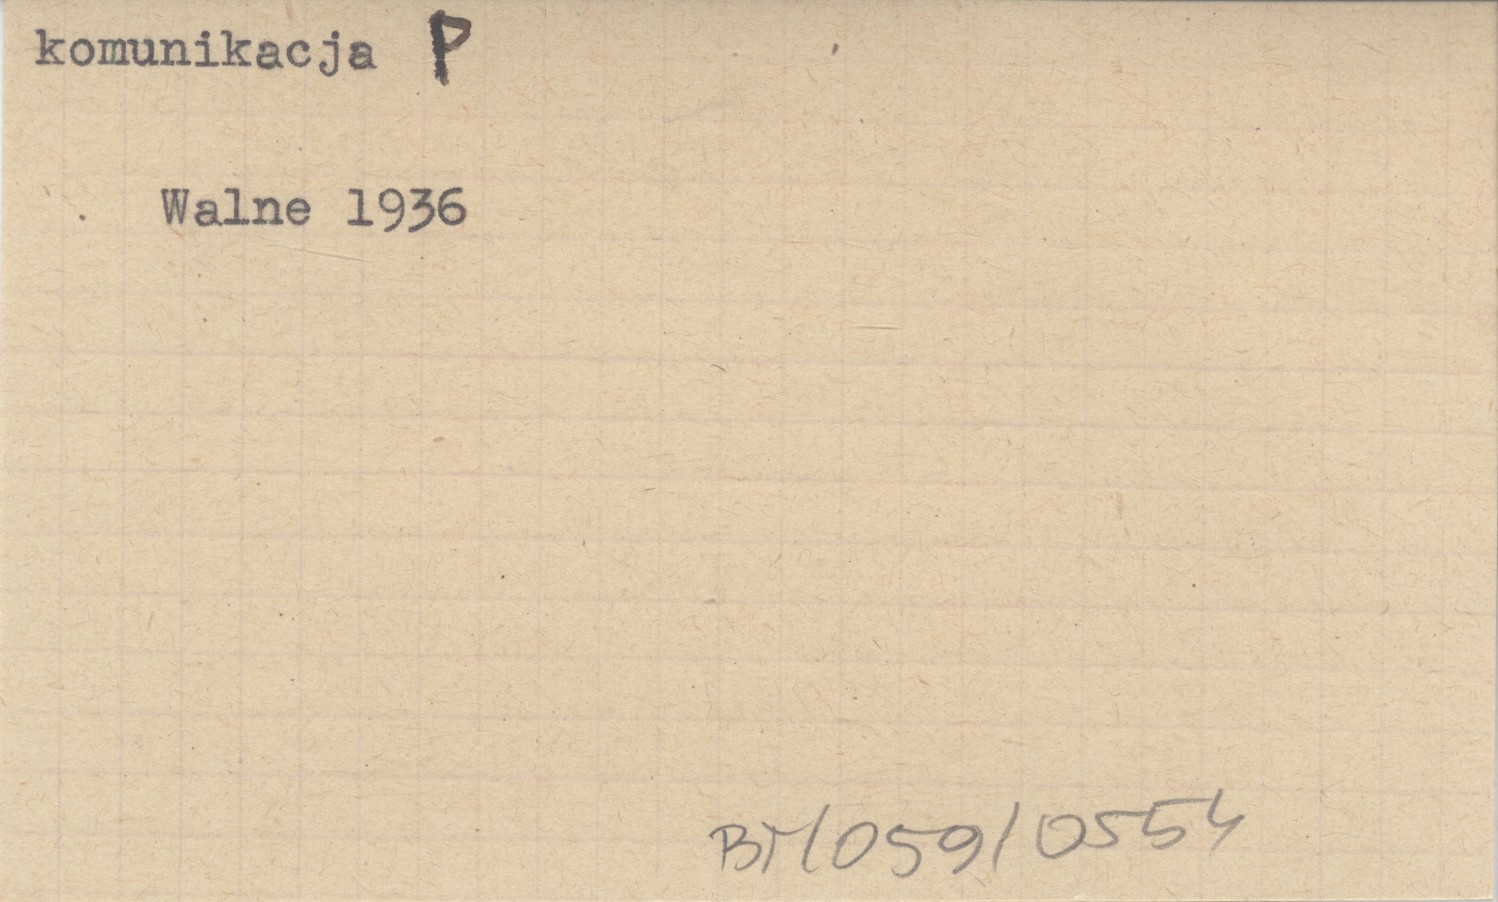 komunikacja P
Walne 1936
BT/059/0554